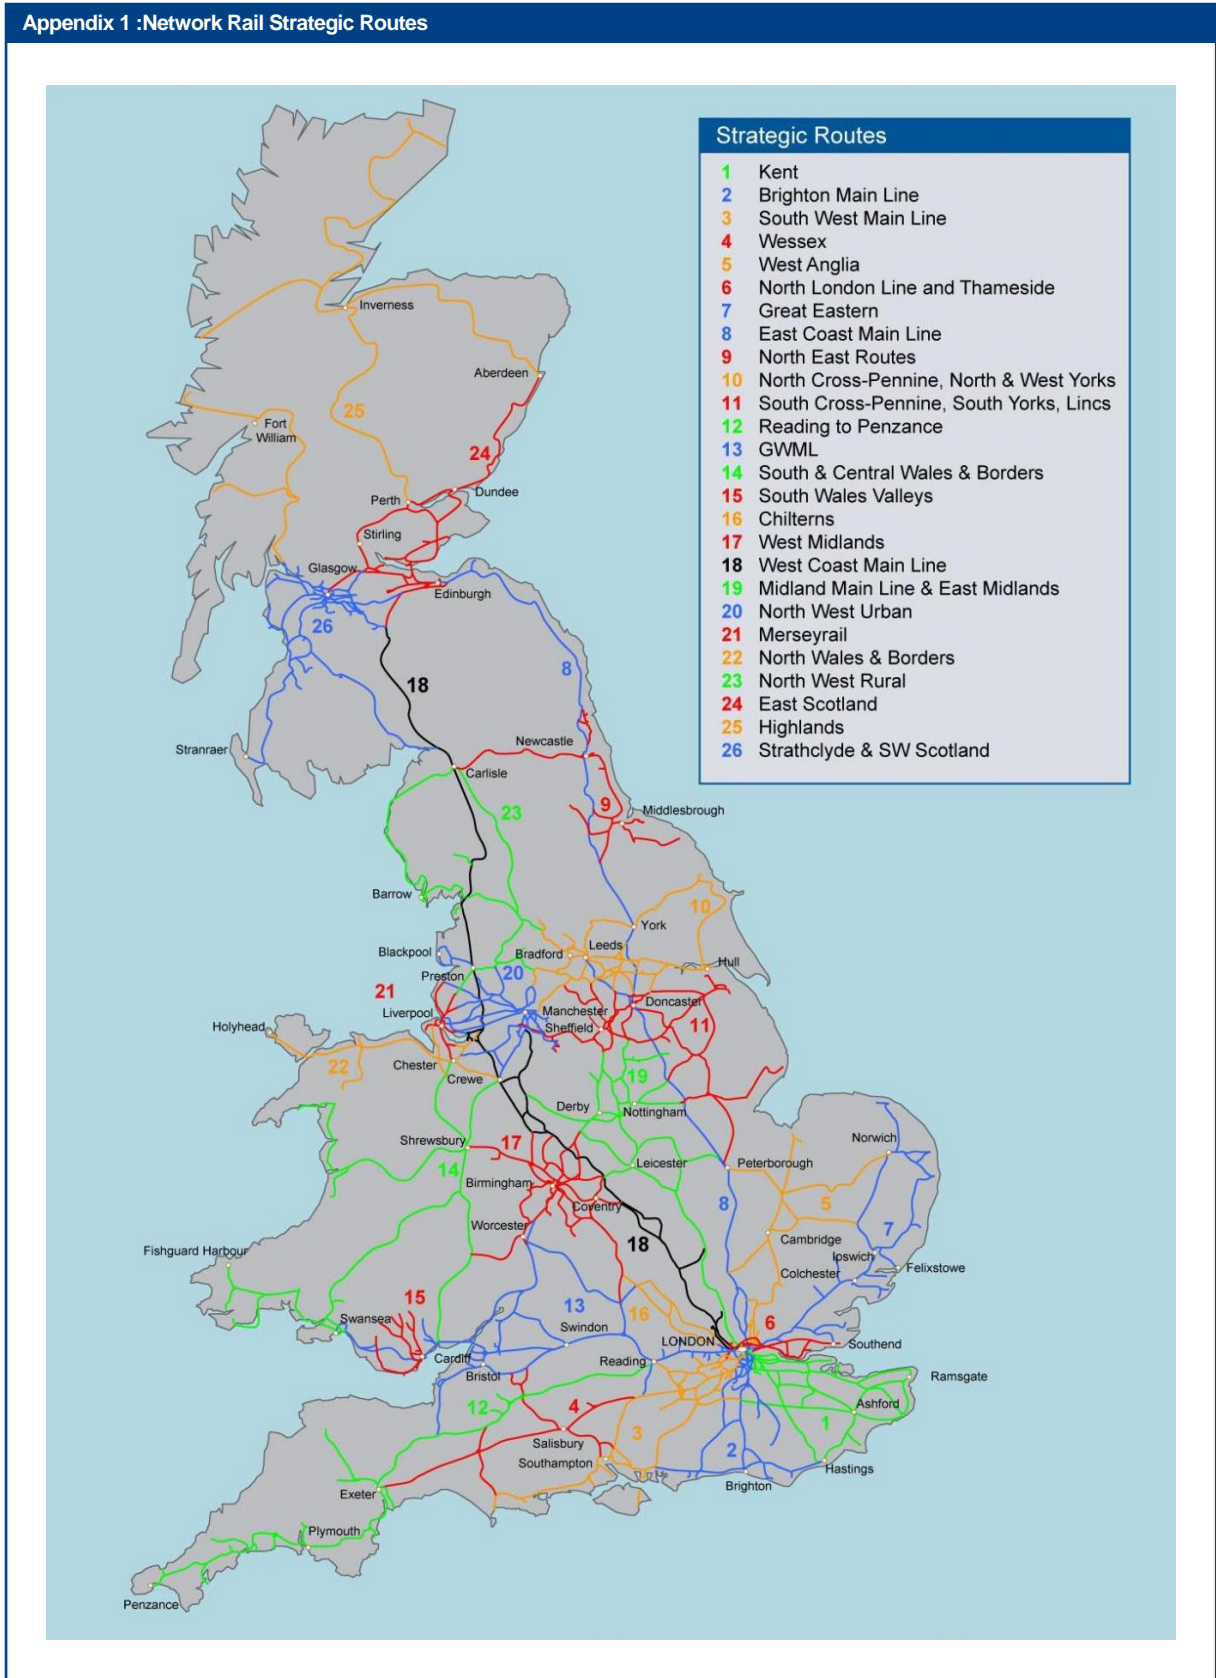 Appendix 1 :Network Rail Strategic Routes
Strategic Routes
1 Kent
2 Brighton Main Line
3 South West Main Line
4 Wessex
5 West Anglia
6 North London Line and Thameside
7 Great Eastern
8 East Coast Main Line
9 North East Routes
10 North Cross-Pennine, North & West Yorks
11 South Cross-Pennine, South Yorks, Lincs
12 Reading to Penzance
13 GWML
14 South & Central Wales & Borders
15 South Wales Valleys
16 Chilterns
17 West Midlands
18 West Coast Main Line
19 Midland Main Line & East Midlands
20 North West Urban
21 Merseyrail
22 North Wales & Borders
23 North West Rural
24 East Scotland
25 Highlands
26 Strathclyde & SW Scotland
Inverness
Aberdeen
25
Fort
William
24
Perth
Dundee
Stirling
Glasgow
Edinburgh
26
8
18
Newcastle
Stranraer
Carlisle
23
9
Middlesbrough
Barrow
10
York
Blackpool
Bradford
Leeds
Hull
Preston
20
21
Doncaster
Liverpool
Manchester
11
Holyhead
Sheffield
22
Chester
Crewe
19
Derby
Nottingham
Shrewsbury
17
Norwich
14
Leicester
Peterborough
Birmingham
Coventry
8
5
Worcester
7
18
Cambridge
Fishguard Harbour
Ipswich
Colchester
Felixstowe
15
13
16
Swansea
Swindon
6
LONDON
Southend
Cardiff
Reading
Bristol
Ramsgate
12
4
Ashford
3
1
Salisbury
2
Southampton
Hastings
Brighton
Exeter
Plymouth
Penzance